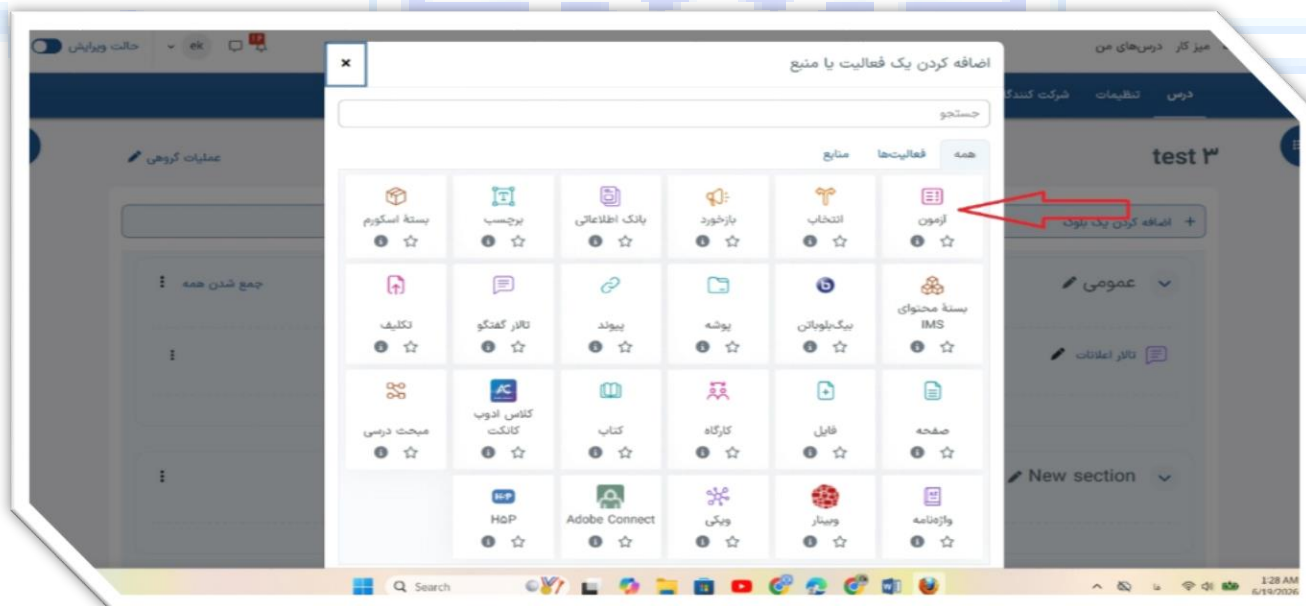 میز کار درس‌های من
ek حالت ویرایش
درس تنظیمات
اضافه کردن یک فعالیت یا منبع
جستجو
همه فعالیت‌ها منابع
test ۳
عملیات گروهی
+ اضافه کردن یک بلوک
آزمون
انتخاب
بازخورد
بانک اطلاعاتی
برچسب
بستهٔ اسکورم
عمومی
جمع شدن همه
بستهٔ محتوای
IMS
بیگ‌بلوباتن
پوشه
پیوند
تالار گفتگو
تکلیف
تالار اعلانات
صفحه
فایل
کارگاه
کتاب
کلاس ادوب
کانکت
مبحث درسی
New section
واژه‌نامه
وبینار
ویکی
Adobe Connect
H5P
Search
1:28 AM
6/19/2026